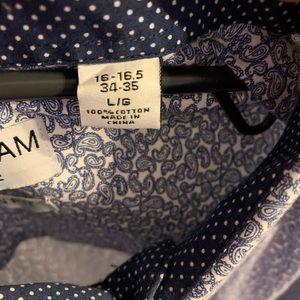 16-16.5
34-35
L/G
100% COTTON
MADE IN
CHINA
AM